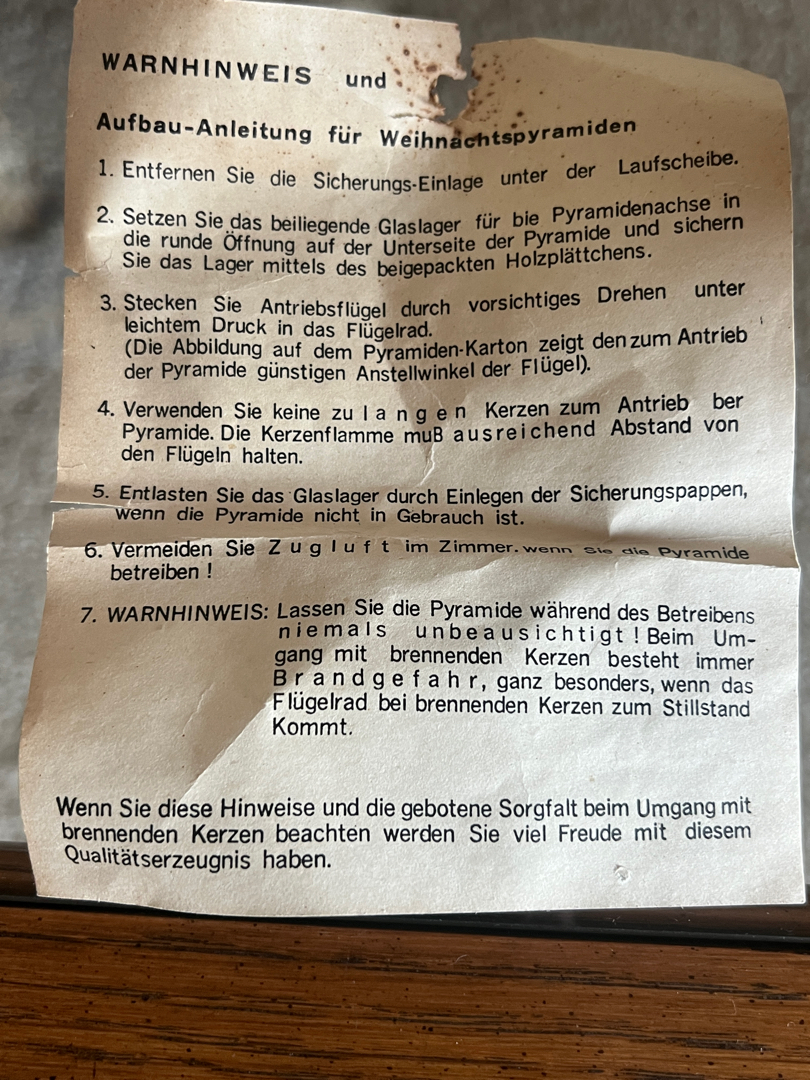 WARNHINWEIS und
Aufbau-Anleitung für Weihnachtspyramiden
1. Entfernen Sie die Sicherungs-Einlage unter der Laufscheibe.
2. Setzen Sie das beiliegende Glaslager für bie Pyramidenachse in
die runde Öffnung auf der Unterseite der Pyramide und sichern
Sie das Lager mittels des beigepackten Holzplättchens.
3. Stecken Sie Antriebsflügel durch vorsichtiges Drehen unter
leichtem Druck in das Flügelrad.
(Die Abbildung auf dem Pyramiden-Karton zeigt den zum Antrieb
der Pyramide günstigen Anstellwinkel der Flügel).
4. Verwenden Sie keine zu l a n g e n Kerzen zum Antrieb ber
Pyramide. Die Kerzenflamme muß ausreichend Abstand von
den Flügeln halten.
5. Entlasten Sie das Glaslager durch Einlegen der Sicherungspappen,
wenn die Pyramide nicht in Gebrauch ist.
6. Vermeiden Sie Z u g l u f t im Zimmer, wenn Sie die Pyramide
betreiben !
7. WARNHINWEIS: Lassen Sie die Pyramide während des Betreibens
niemals unbeausichtigt ! Beim Um-
gang mit brennenden Kerzen besteht immer
B r a n d g e f a h r, ganz besonders, wenn das
Flügelrad bei brennenden Kerzen zum Stillstand
Kommt.
Wenn Sie diese Hinweise und die gebotene Sorgfalt beim Umgang mit
brennenden Kerzen beachten werden Sie viel Freude mit diesem
Qualitätserzeugnis haben.